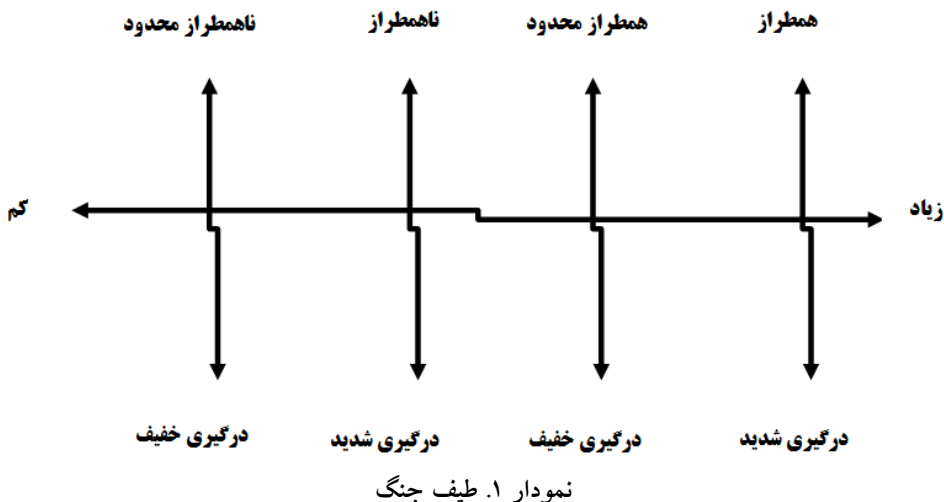 همطراز همطراز محدود ناهمطراز ناهمطراز محدود
زیاد کم
درگیری شدید درگیری خفیف درگیری شدید درگیری خفیف
نمودار ۱. طیف جنگ